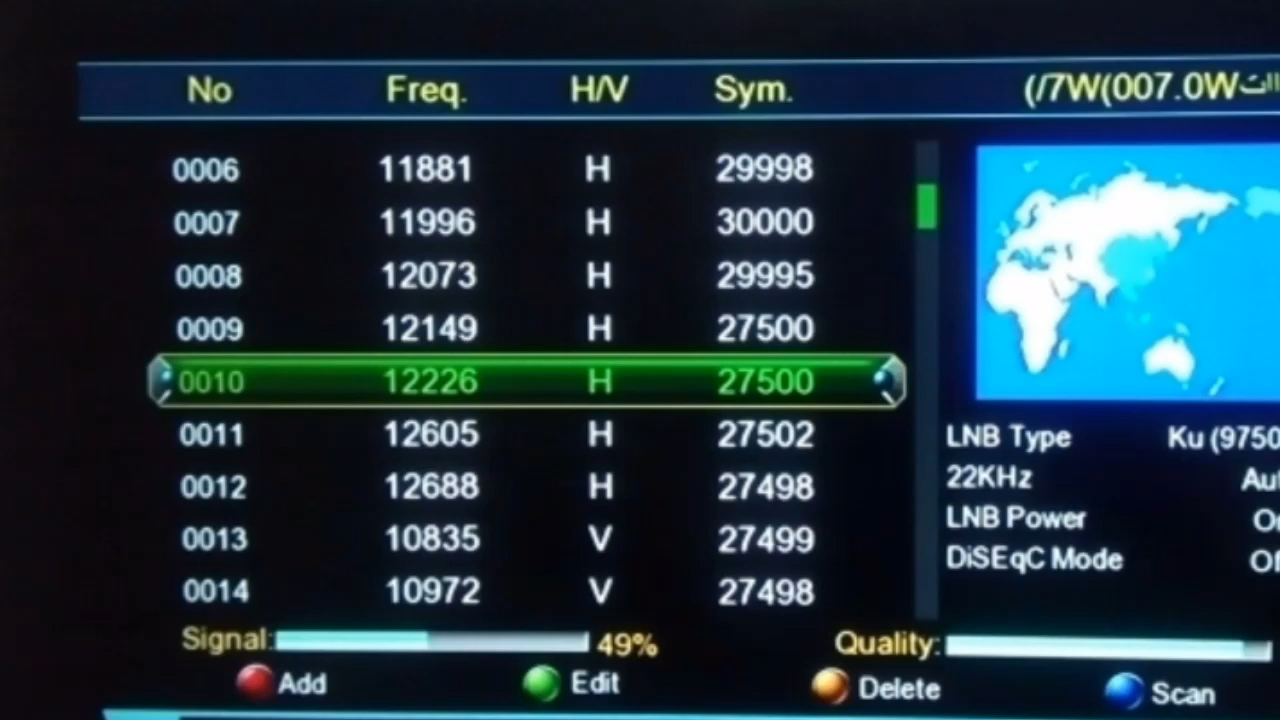 No Freq. H/V Sym. (/7W(007.0W
0006 11881 H 29998
0007 11996 H 30000
0008 12073 H 29995
0009 12149 H 27500
0010 12226 H 27500
0011 12605 H 27502
0012 12688 H 27498
0013 10835 V 27499
0014 10972 V 27498
LNB Type Ku (9750
22KHz Aut
LNB Power
DiSEqC Mode
Signal: 49% Quality:
Add Edit Delete Scan